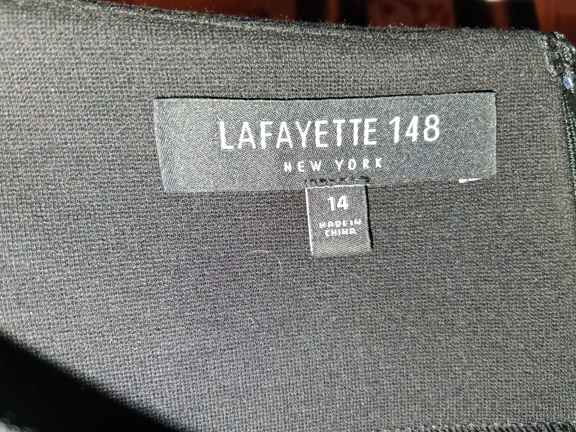 LAFAYETTE 148
NEW YORK
14
MADE IN
CHINA